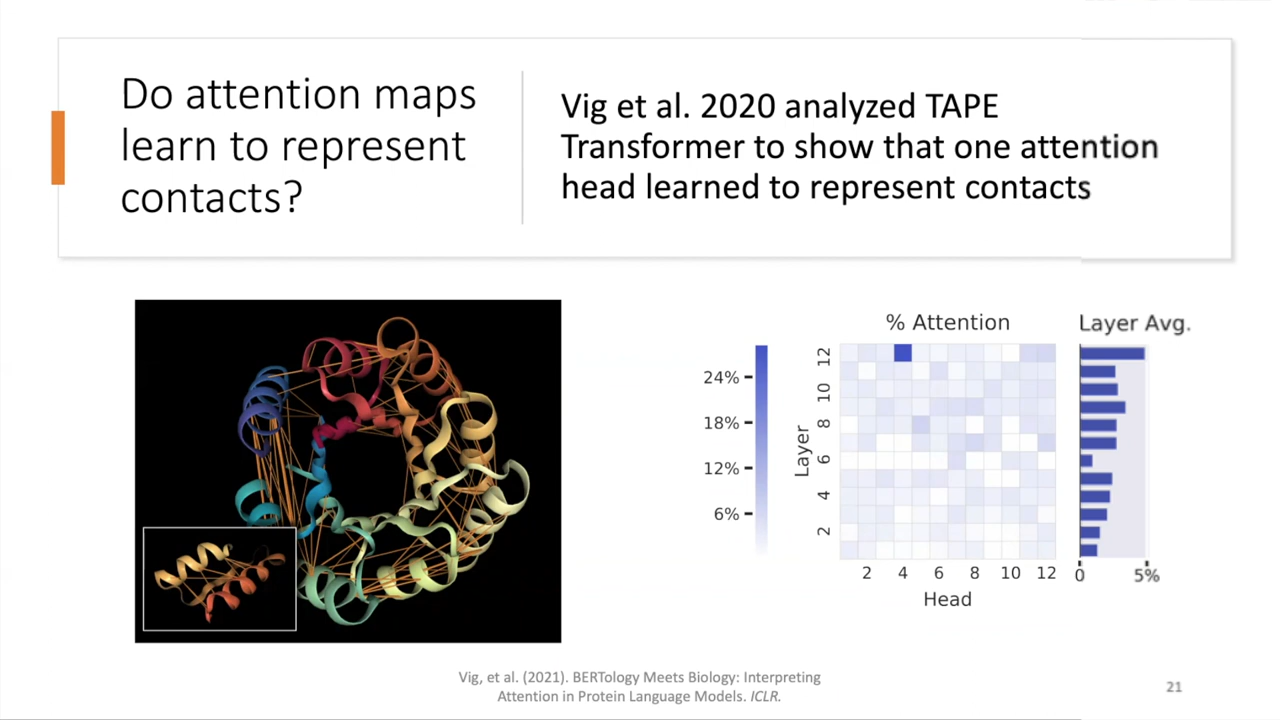 Do attention maps
learn to represent
contacts?
Vig et al. 2020 analyzed TAPE
Transformer to show that one attention
head learned to represent contacts
% Attention
Layer Avg.
24%
18%
12%
6%
Layer
12
10
8
6
4
2
2 4 6 8 10 12
Head
0 5%
Vig, et al. (2021). BERTology Meets Biology: Interpreting
Attention in Protein Language Models. ICLR.
21